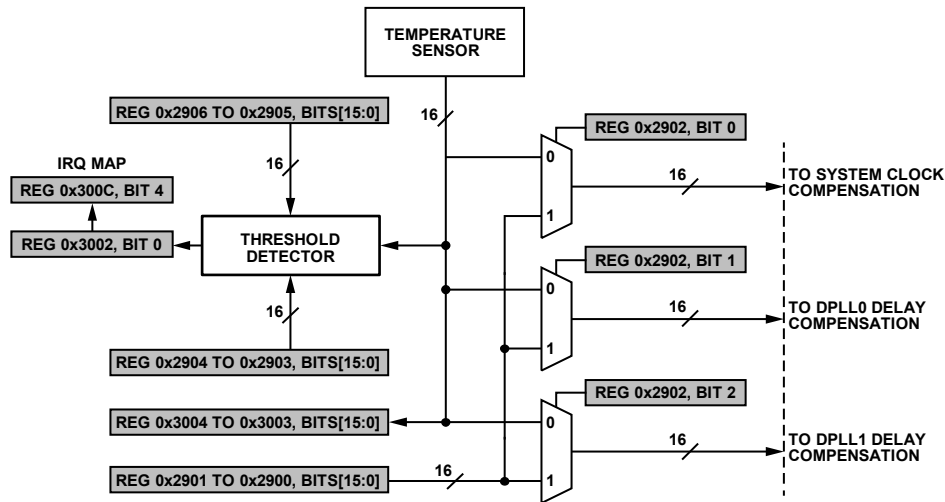 TEMPERATURE
SENSOR
16
REG 0x2906 TO 0x2905, BITS[15:0]
16
IRQ MAP
REG 0x300C, BIT 4
REG 0x3002, BIT 0
THRESHOLD
DETECTOR
16
REG 0x2904 TO 0x2903, BITS[15:0]
REG 0x3004 TO 0x3003, BITS[15:0]
REG 0x2901 TO 0x2900, BITS[15:0]
16
REG 0x2902, BIT 0
0
1
16
TO SYSTEM CLOCK
COMPENSATION
REG 0x2902, BIT 1
0
1
16
TO DPLL0 DELAY
COMPENSATION
REG 0x2902, BIT 2
0
1
16
TO DPLL1 DELAY
COMPENSATION